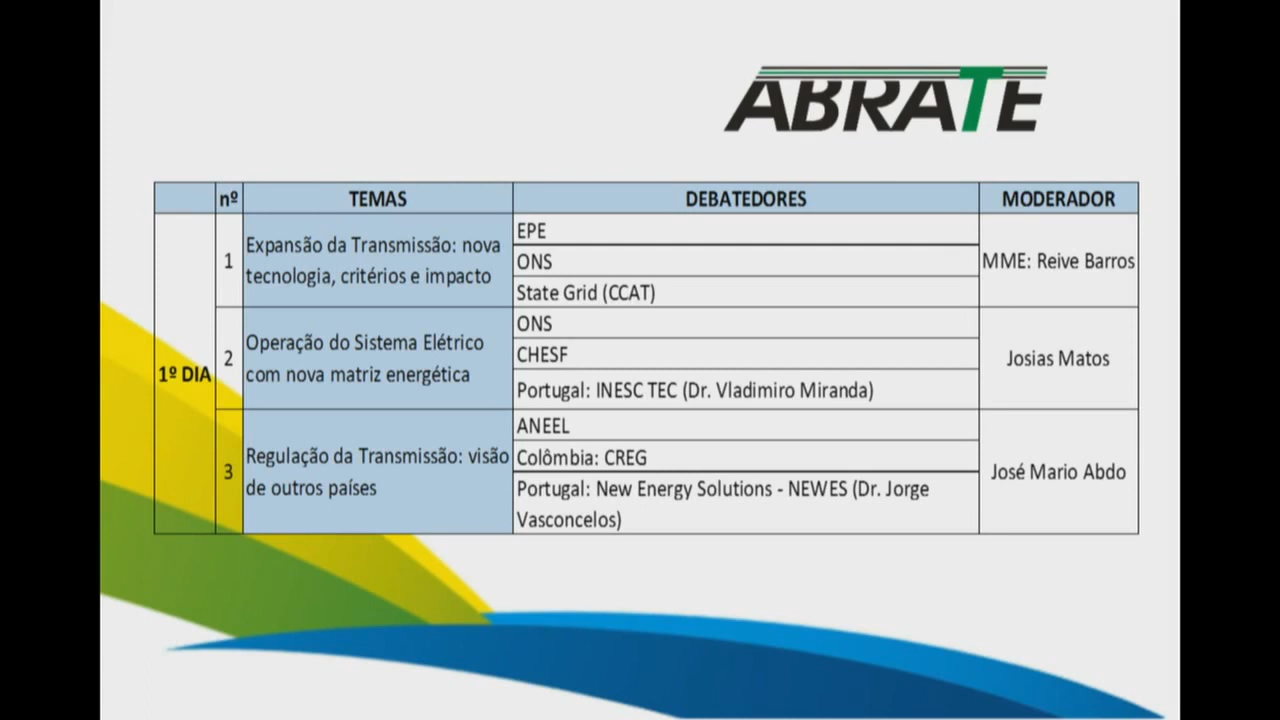 ABRATE
nº TEMAS DEBATEDORES MODERADOR
1º DIA
1
Expansão da Transmissão: nova
tecnologia, critérios e impacto
EPE
ONS
State Grid (CCAT)
MME: Reive Barros
2
Operação do Sistema Elétrico
com nova matriz energética
ONS
CHESF
Portugal: INESC TEC (Dr. Vladimiro Miranda)
Josias Matos
3
Regulação da Transmissão: visão
de outros países
ANEEL
Colômbia: CREG
Portugal: New Energy Solutions - NEWES (Dr. Jorge
Vasconcelos)
José Mario Abdo